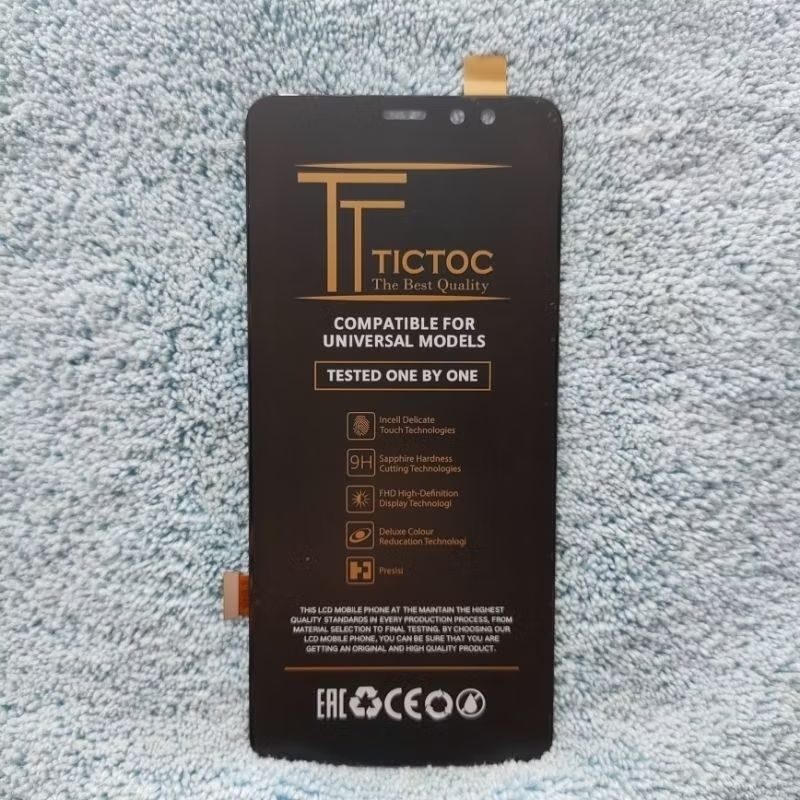 TT
TICTOC
The Best Quality
COMPATIBLE FOR
UNIVERSAL MODELS
TESTED ONE BY ONE
Incell Delicate
Touch Technologies
9H
Sapphire Hardness
Cutting Technologies
FHD High-Definition
Display Technologi
Deluxe Colour
Reducation Technologi
Presisi
THIS LCD MOBILE PHONE AT THE MAINTAIN THE HIGHEST
QUALITY STANDARDS IN EVERY PRODUCTION PROCESS, FROM
MATERIAL SELECTION TO FINAL TESTING. BY CHOOSING OUR
LCD MOBILE PHONE, YOU CAN BE SURE THAT YOU ARE
GETTING AN ORIGINAL AND HIGH QUALITY PRODUCT.
EAC CE